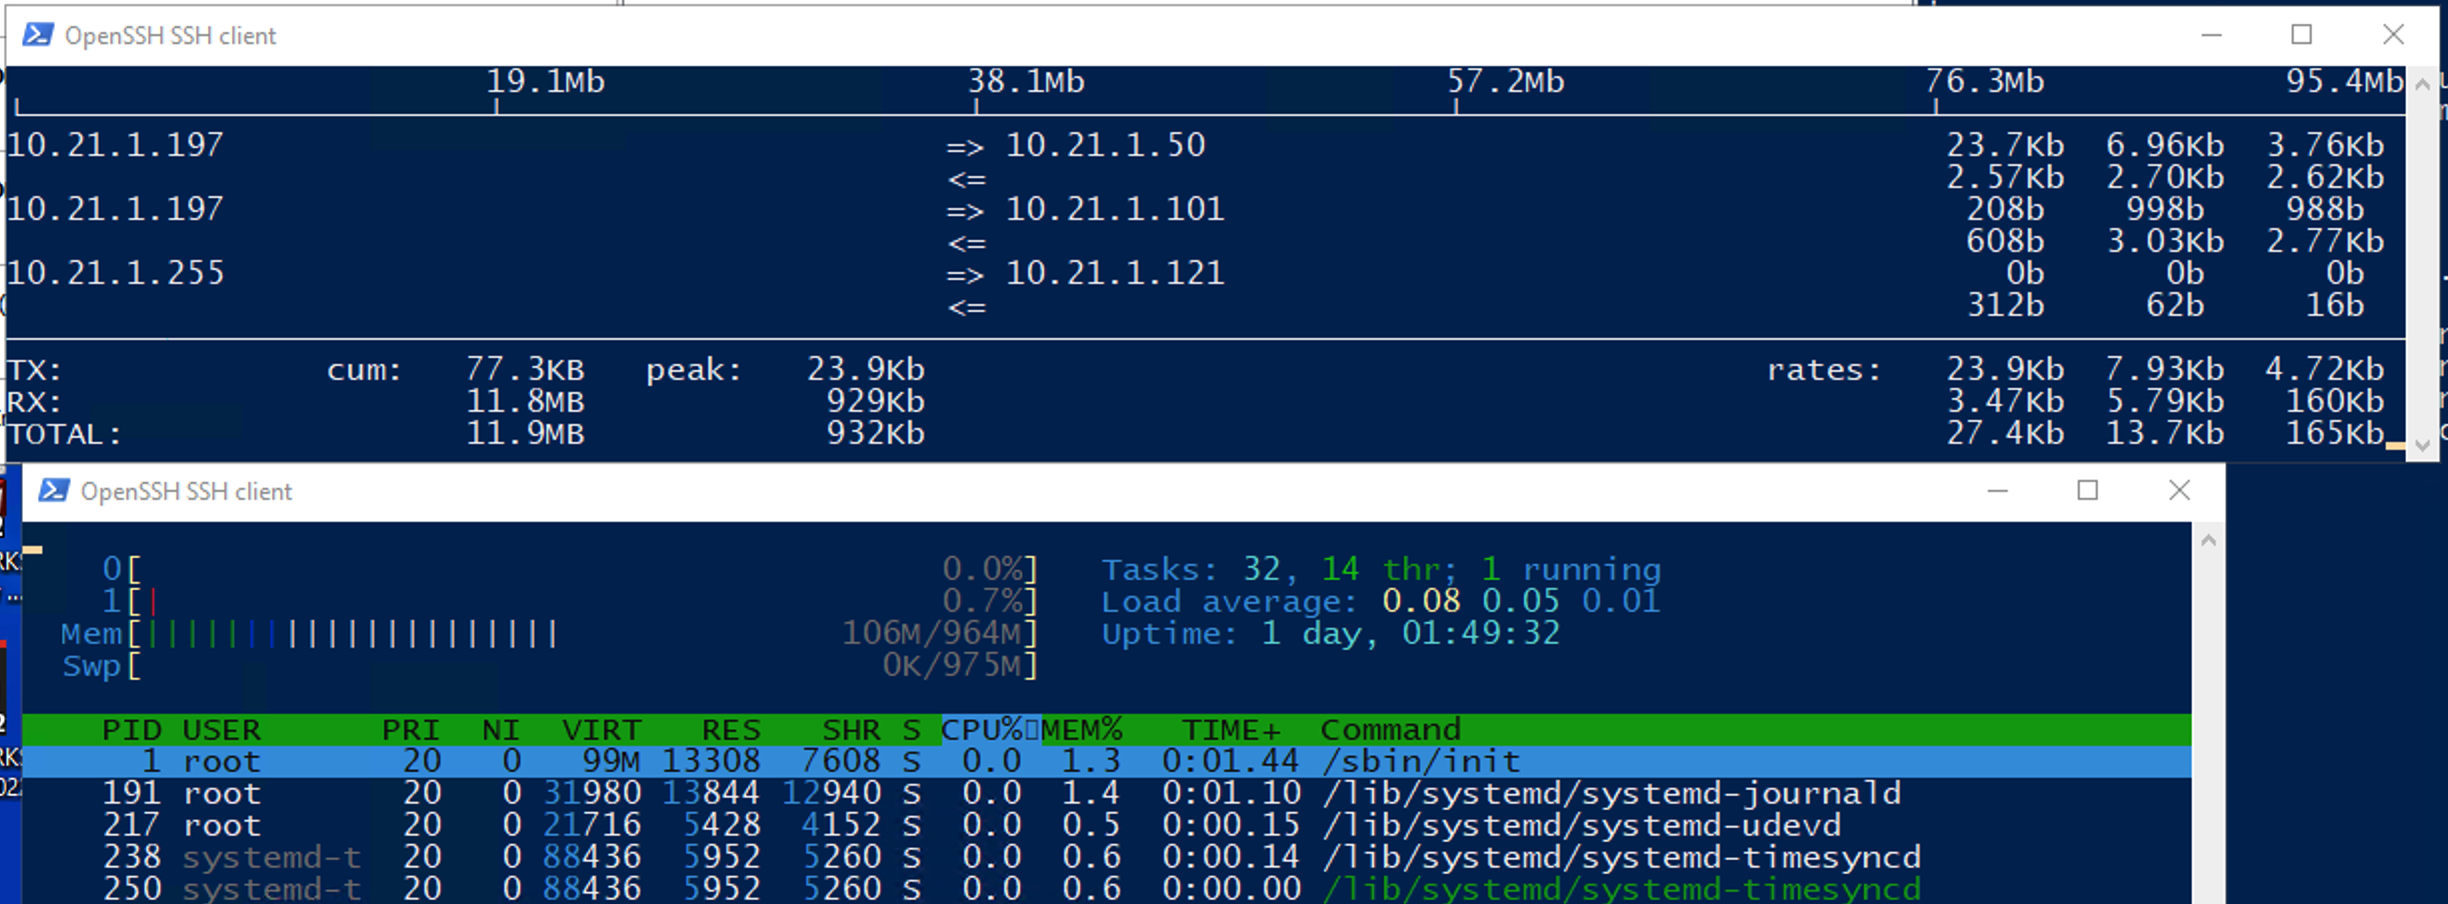 OpenSSH SSH client
19.1Mb 38.1Mb 57.2Mb 76.3Mb 95.4Mb
10.21.1.197 => 10.21.1.50 23.7Kb 6.96Kb 3.76Kb
<= 2.57Kb 2.70Kb 2.62Kb
10.21.1.197 => 10.21.1.101 208b 998b 988b
<= 608b 3.03Kb 2.77Kb
10.21.1.255 => 10.21.1.121 0b 0b 0b
<= 312b 62b 16b
TX: cum: 77.3KB peak: 23.9Kb rates: 23.9Kb 7.93Kb 4.72Kb
RX: 11.8MB 929Kb 3.47Kb 5.79Kb 160Kb
TOTAL: 11.9MB 932Kb 27.4Kb 13.7Kb 165Kb
OpenSSH SSH client
0[ 0.0%] Tasks: 32, 14 thr; 1 running
1[| 0.7%] Load average: 0.08 0.05 0.01
Mem[||||||||||||||||||||| 106M/964M] Uptime: 1 day, 01:49:32
Swp[ 0K/975M]
PID USER PRI NI VIRT RES SHR S CPU%▯MEM% TIME+ Command
1 root 20 0 99M 13308 7608 S 0.0 1.3 0:01.44 /sbin/init
191 root 20 0 31980 13844 12940 S 0.0 1.4 0:01.10 /lib/systemd/systemd-journald
217 root 20 0 21716 5428 4152 S 0.0 0.5 0:00.15 /lib/systemd/systemd-udevd
238 systemd-t 20 0 88436 5952 5260 S 0.0 0.6 0:00.14 /lib/systemd/systemd-timesyncd
250 systemd-t 20 0 88436 5952 5260 S 0.0 0.6 0:00.00 /lib/systemd/systemd-timesyncd